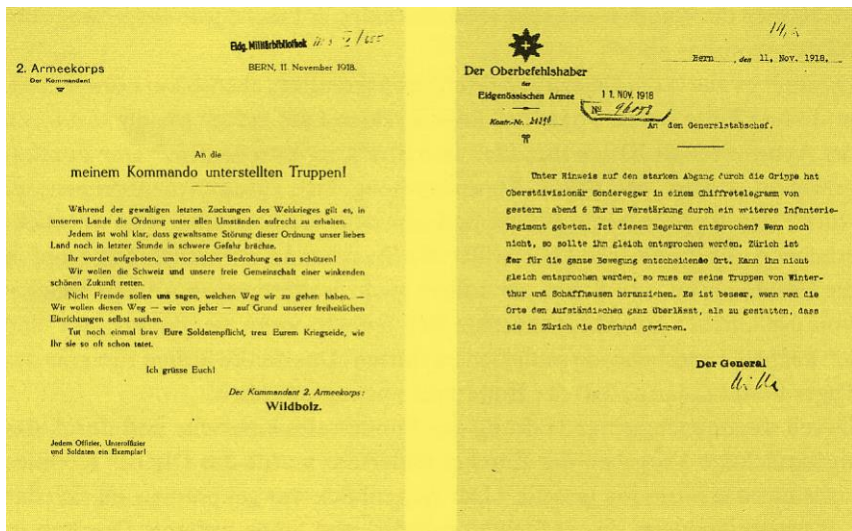 Eidg. Militärbibliothek
2. Armeekorps
Der Kommandant
BERN, 11. November 1918.
An die
meinem Kommando unterstellten Truppen!
Während der gewaltigen letzten Zuckungen des Weltkrieges gilt es, in
unserem Lande die Ordnung unter allen Umständen aufrecht zu erhalten.
Jedem ist wohl klar, dass gewaltsame Störung dieser Ordnung unser liebes
Land noch in letzter Stunde in schwere Gefahr brächte.
Ihr wordet aufgeboten, um vor solcher Bedrohung es zu schützen!
Wir wollen die Schweiz und unsere freie Gemeinschaft einer winkenden
schönen Zukunft retten.
Nicht Fremde sollen uns sagen, welchen Weg wir zu gehen haben. —
Wir wollen diesen Weg — wie von jeher — auf Grund unserer freiheitlichen
Einrichtungen selbst suchen.
Tut noch einmal brav Eure Soldatenpflicht, treu Eurem Kriegseide, wie
Ihr sie so oft schon tatet.
Ich grüsse Euch!
Der Kommandant 2. Armeekorps:
Wildbolz.
Jedem Offizier, Unteroffizier
und Soldaten ein Exemplar!
Der Oberbefehlshaber
der
Eidgenössischen Armee
Kontr.-Nr.
Bern, den 11. Nov. 1918.
11. NOV. 1918
No
An den Generalstabschef.
Unter Hinweis auf den starken Abgang durch die Grippe hat
Oberstdivisionär Sonderegger in einem Chiffretelegramm von
gestern abend 6 Uhr um Verstärkung durch ein weiteres Infanterie-
Regiment gebeten. Ist diesem Begehren entsprochen? Wenn noch
nicht, so sollte ihm gleich entsprochen werden. Zürich ist
der für die ganze Bewegung entscheidende Ort. Kann ihm nicht
gleich entsprochen werden, so muss er seine Truppen von Winter-
thur und Schaffhausen heranziehen. Es ist besser, wenn man die
Orte den Aufständischen ganz überlässt, als zu gestatten, dass
sie in Zürich die Oberhand gewinnen.
Der General
Wille